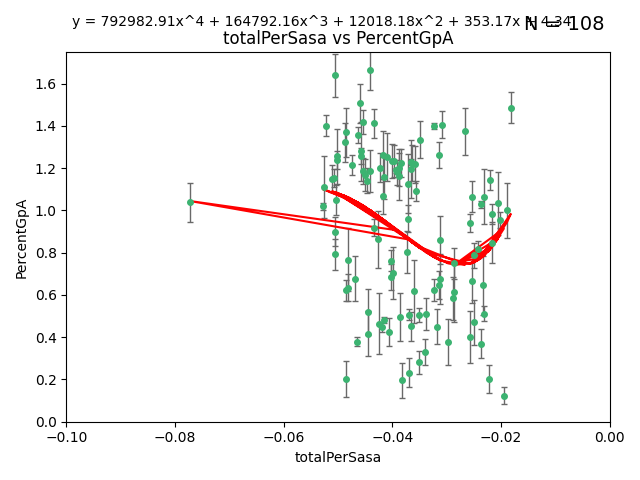 y = 792982.91x^4 + 164792.16x^3 + 12018.18x^2 + 353.17x + 4.34
N = 108
totalPerSasa vs PercentGpA
1.6
1.4
1.2
1.0
0.8
0.6
0.4
0.2
0.0
PercentGpA
−0.10 −0.08 −0.06 −0.04 −0.02 0.00
totalPerSasa